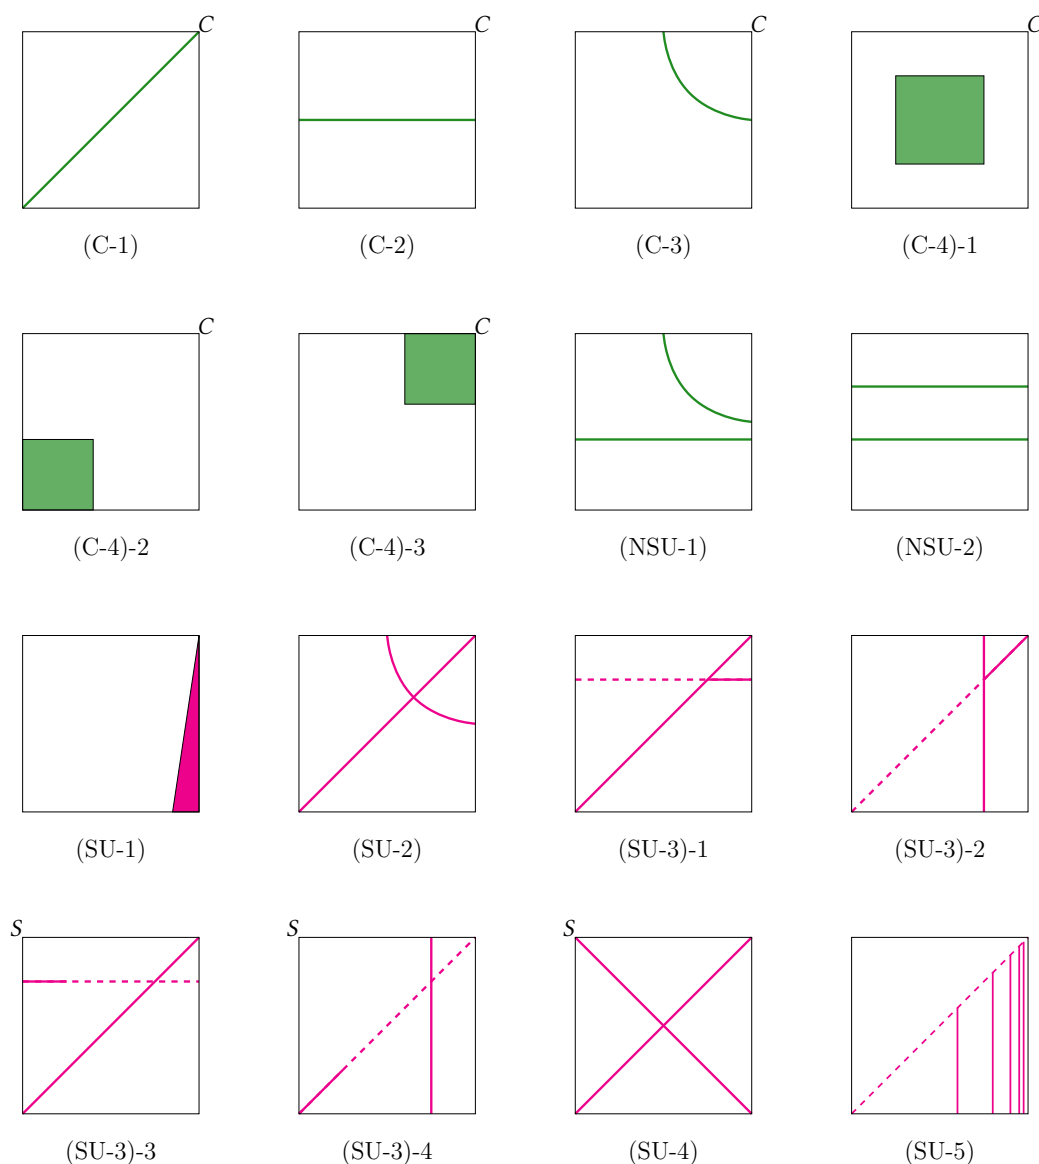 C C C C
(C-1) (C-2) (C-3) (C-4)-1
C C
(C-4)-2 (C-4)-3 (NSU-1) (NSU-2)
(SU-1) (SU-2) (SU-3)-1 (SU-3)-2
S S S
(SU-3)-3 (SU-3)-4 (SU-4) (SU-5)